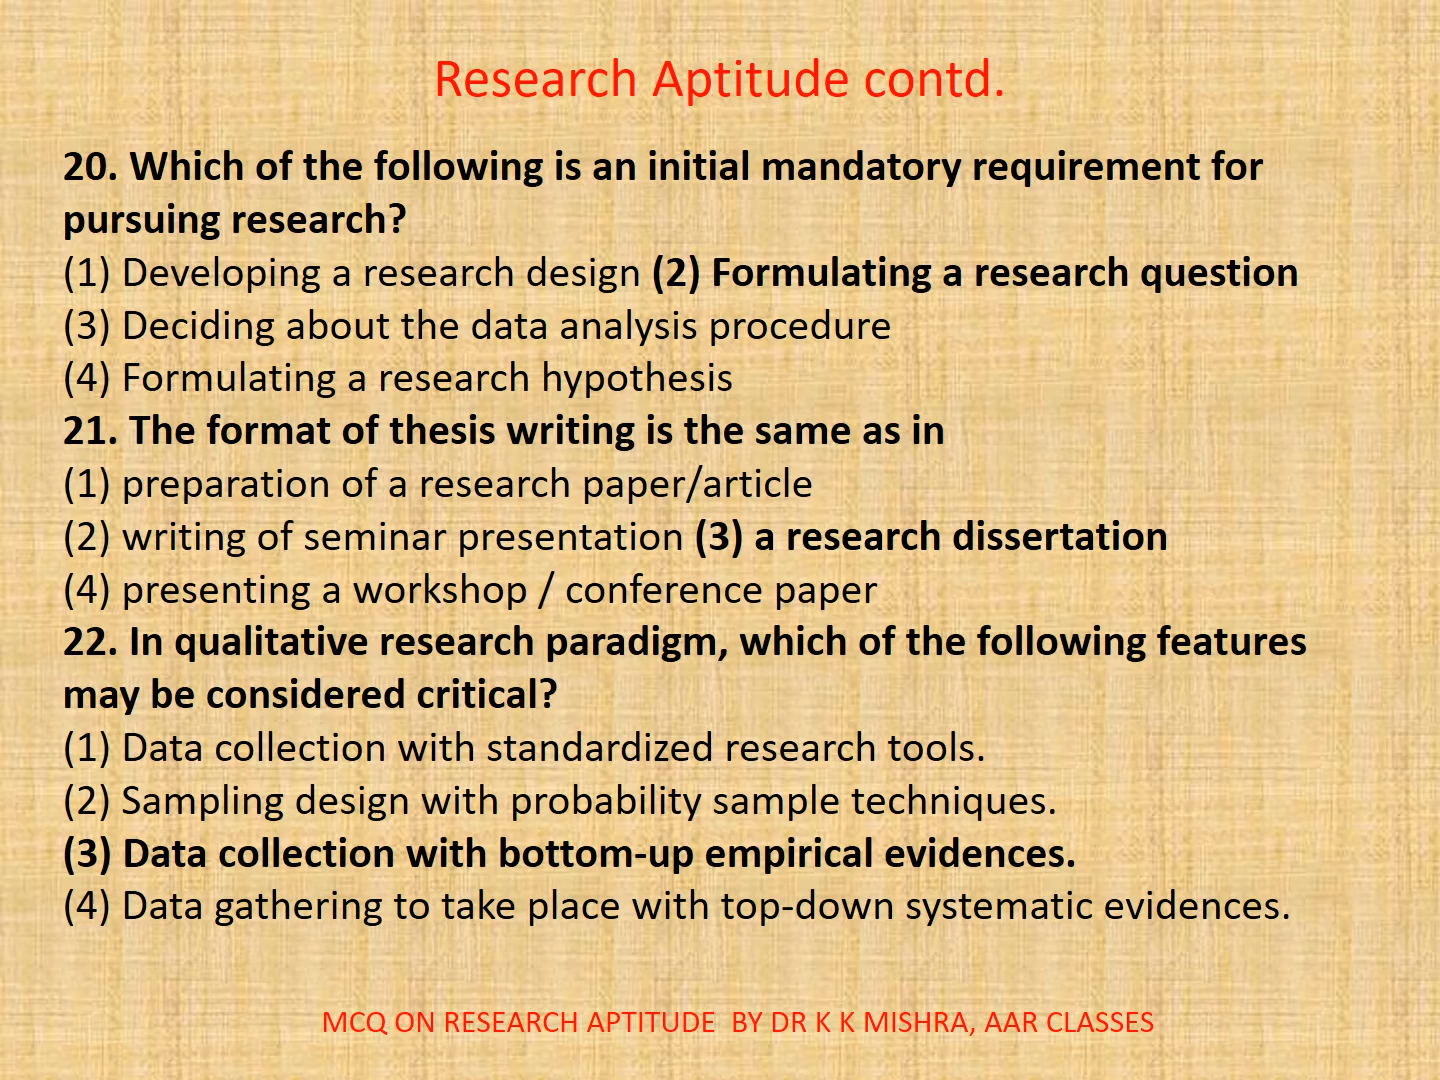 Research Aptitude contd.
20. Which of the following is an initial mandatory requirement for
pursuing research?
(1) Developing a research design (2) Formulating a research question
(3) Deciding about the data analysis procedure
(4) Formulating a research hypothesis
21. The format of thesis writing is the same as in
(1) preparation of a research paper/article
(2) writing of seminar presentation (3) a research dissertation
(4) presenting a workshop / conference paper
22. In qualitative research paradigm, which of the following features
may be considered critical?
(1) Data collection with standardized research tools.
(2) Sampling design with probability sample techniques.
(3) Data collection with bottom-up empirical evidences.
(4) Data gathering to take place with top-down systematic evidences.
MCQ ON RESEARCH APTITUDE  BY DR K K MISHRA, AAR CLASSES